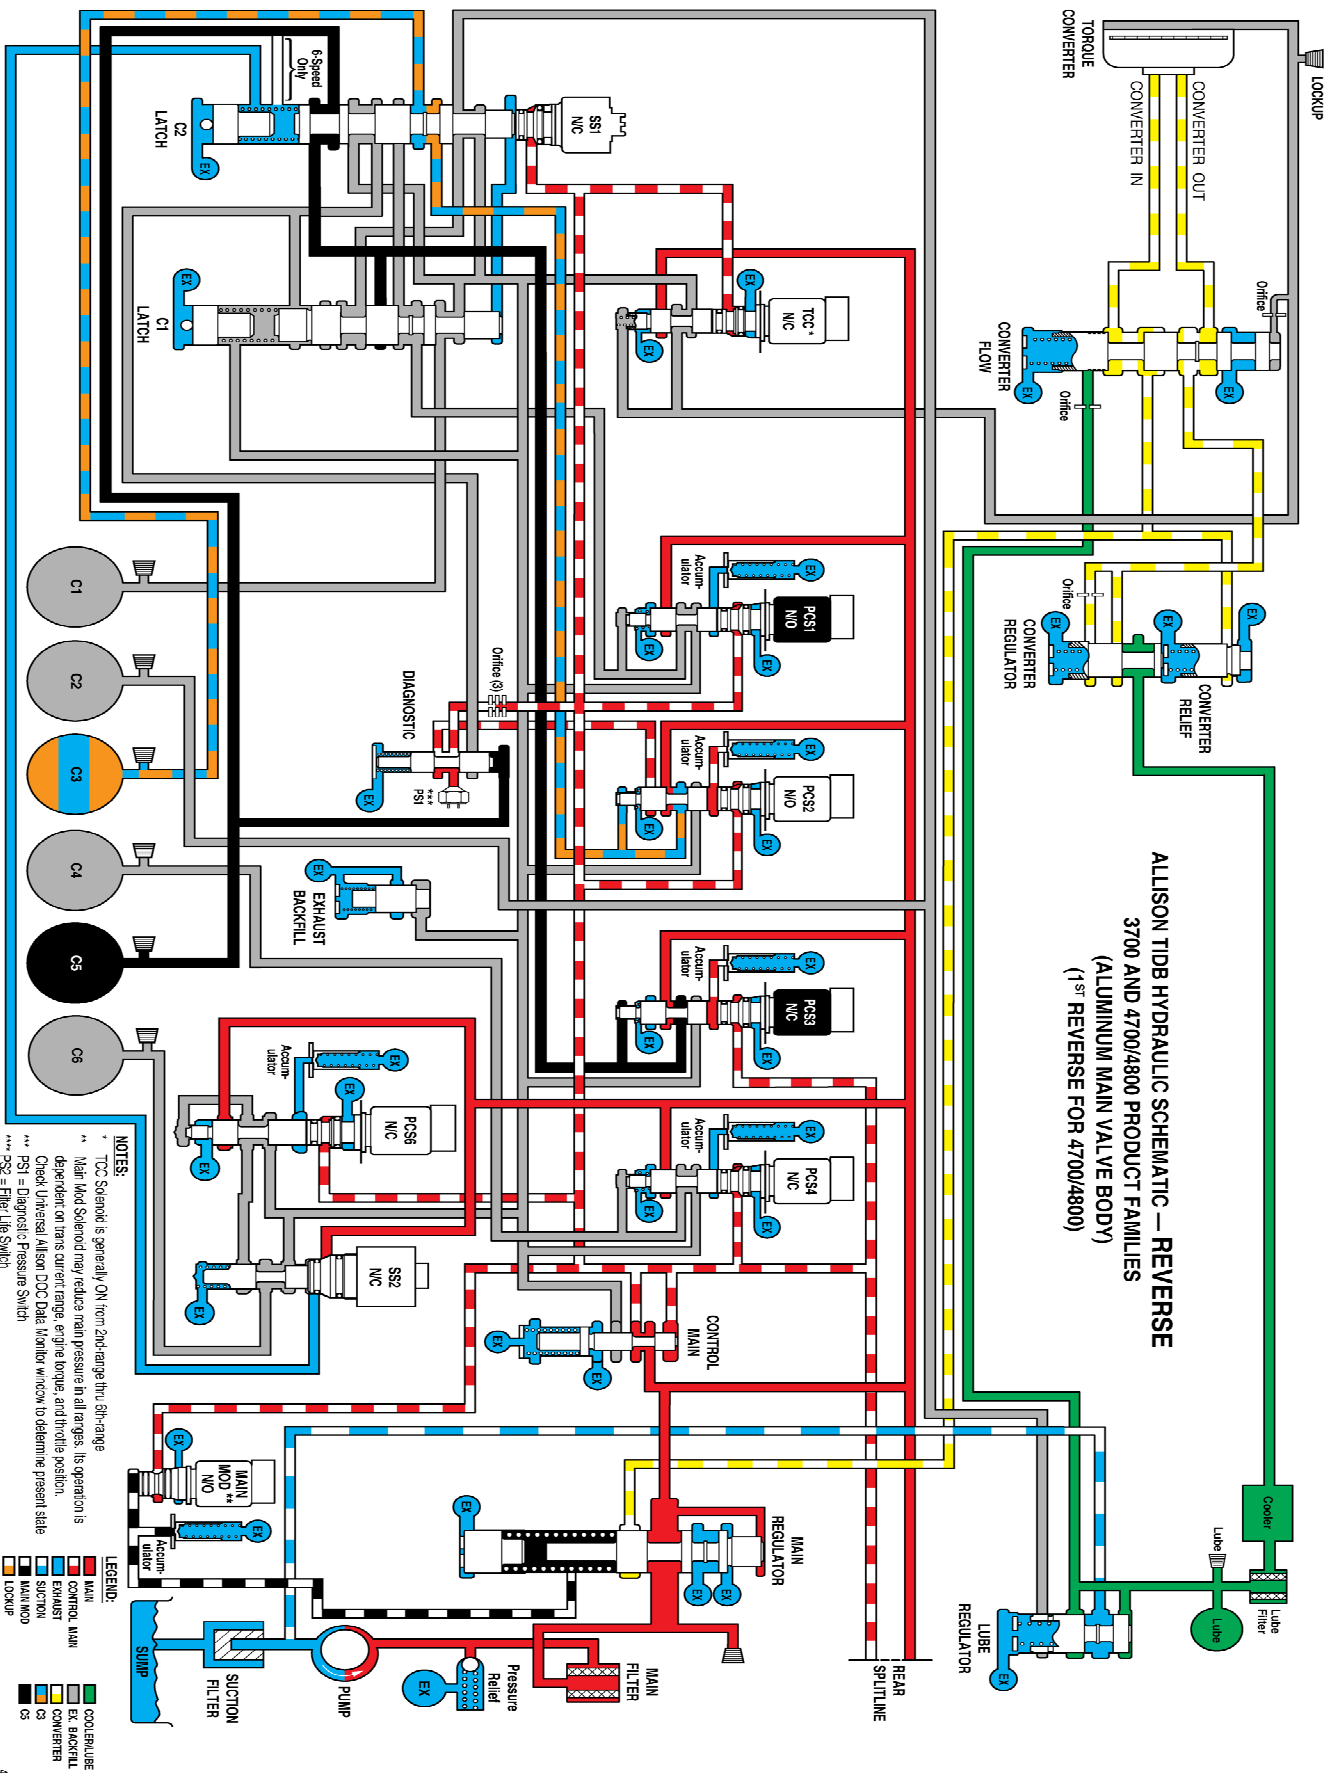 ALLISON TIDB HYDRAULIC SCHEMATIC — REVERSE
3700 AND 4700/4800 PRODUCT FAMILIES
(ALUMINUM MAIN VALVE BODY)
(1ST REVERSE FOR 4700/4800)
LOCKUP
TORQUE
CONVERTER
CONVERTER OUT
CONVERTER IN
Orifice
EX
CONVERTER
FLOW
EX
Orifice
EX
CONVERTER
RELIEF
EX
EX
Orifice
CONVERTER
REGULATOR
Cooler
Lube
Filter
Lube
Lube
LUBE
REGULATOR
EX
6-Speed
Only
SS1
N/C
C2
LATCH
EX
EX
C1
LATCH
TCC *
N/C
EX
EX
Accum-
ulator
EX
PCS1
N/O
EX
EX
Orifice (3)
DIAGNOSTIC
EX
***
PS1
Accum-
ulator
EX
PCS2
N/O
EX
EX
EX
EXHAUST
BACKFILL
Accum-
ulator
EX
PCS3
N/C
EX
EX
Accum-
ulator
EX
PCS4
N/C
EX
EX
C1
C2
C3
C4
C5
C6
Accum-
ulator
EX
EX
PCS6
N/C
EX
SS2
N/C
EX
CONTROL
MAIN
EX
EX
MAIN
REGULATOR
EX
EX
EX
MAIN
MOD **
N/O
EX
EX
Accum-
ulator
REAR
SPLITLINE
MAIN
FILTER
Pressure
Relief
EX
PUMP
SUCTION
FILTER
SUMP
NOTES:
* TCC Solenoid is generally ON from 2nd-range thru 6th-range
** Main Mod Solenoid may reduce main pressure in all ranges. Its operation is
dependent on trans current range, engine torque, and throttle position.
Check Universal Allison DOC Data Monitor window to determine present state
*** PS1 = Diagnostic Pressure Switch
**** PS2 = Filter Life Switch
LEGEND:
MAIN
CONTROL MAIN
EXHAUST
SUCTION
MAIN MOD
LOCKUP
COOLER/LUBE
EX. BACKFILL
CONVERTER
C3
C5